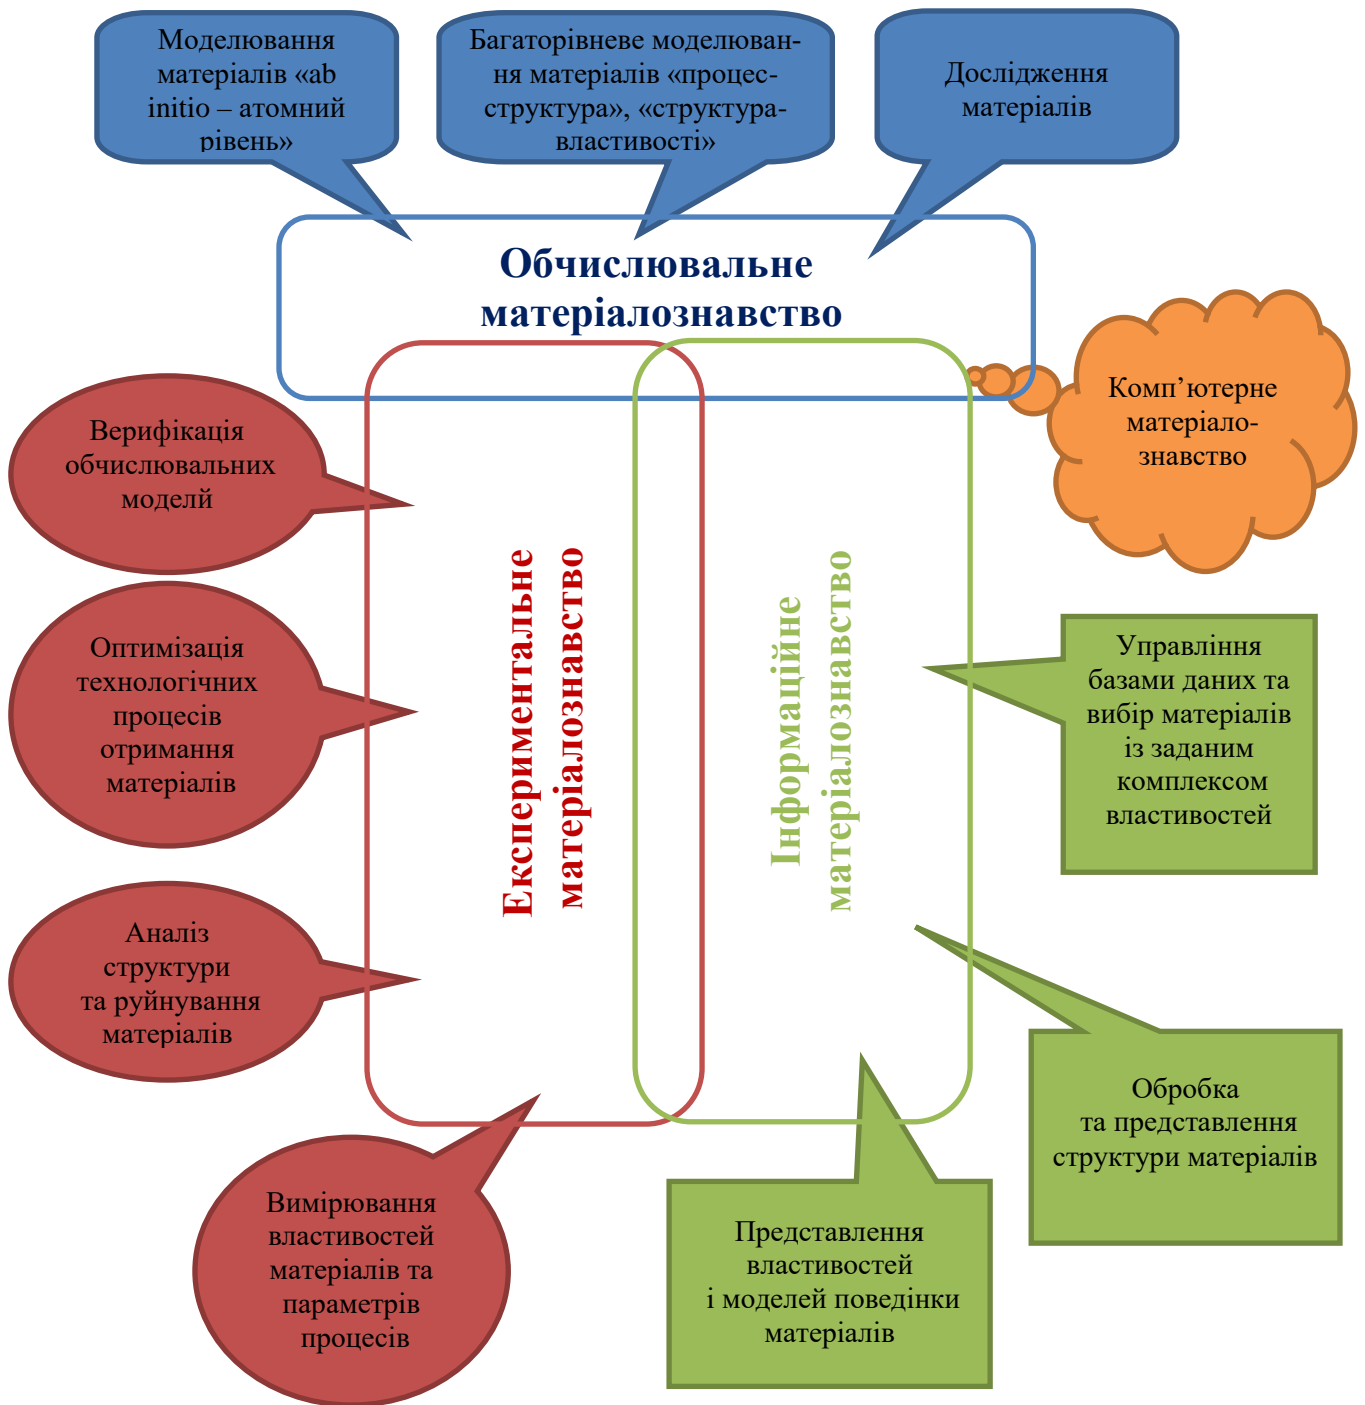 Моделювання
матеріалів «ab
initio – атомний
рівень»
Багаторівневе моделюван-
ня матеріалів «процес-
структура», «структура-
властивості»
Дослідження
матеріалів
Обчислювальне
матеріалознавство
Комп’ютерне
матеріало-
знавство
Верифікація
обчислювальних
моделй
Оптимізація
технологічних
процесів
отримання
матеріалів
Аналіз
структури
та руйнування
матеріалів
Вимірювання
властивостей
матеріалів та
параметрів
процесів
Експериментальне
матеріалознавство
Інформаційне
матеріалознавство
Управління
базами даних та
вибір матеріалів
із заданим
комплексом
властивостей
Обробка
та представлення
структури матеріалів
Представлення
властивостей
і моделей поведінки
матеріалів